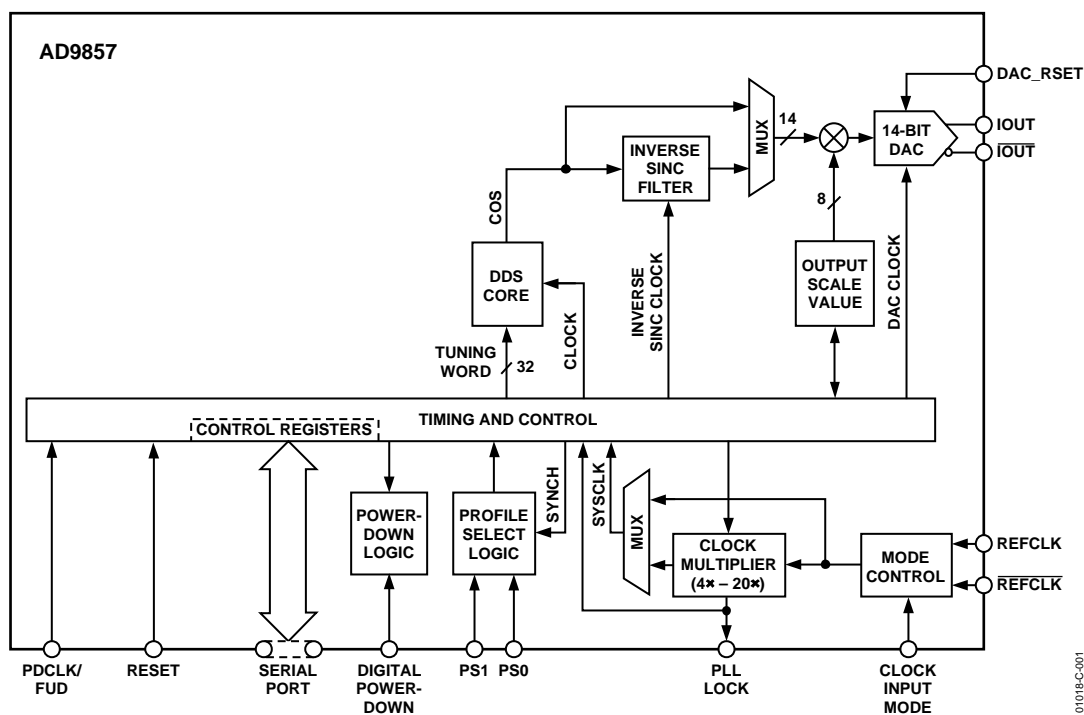 AD9857
DAC_RSET
14
MUX
14-BIT
DAC
IOUT
IOUT
INVERSE
SINC
FILTER
COS
8
DDS
CORE
INVERSE
SINC CLOCK
OUTPUT
SCALE
VALUE
DAC CLOCK
CLOCK
TUNING
WORD
32
TIMING AND CONTROL
CONTROL REGISTERS
SYNCH
SYSCLK
POWER-
DOWN
LOGIC
PROFILE
SELECT
LOGIC
MUX
CLOCK
MULTIPLIER
(4× – 20×)
MODE
CONTROL
REFCLK
REFCLK
PDCLK/
FUD
RESET
SERIAL
PORT
DIGITAL
POWER-
DOWN
PS1
PS0
PLL
LOCK
CLOCK
INPUT
MODE
01018-C-001